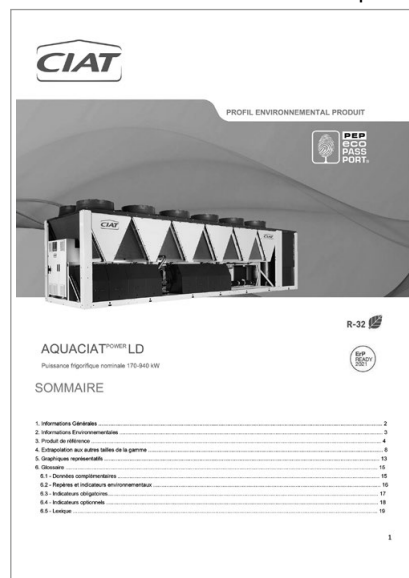 CIAT
PROFIL ENVIRONNEMENTAL PRODUIT
PEP
eco
PASS
PORT®
CIAT
R-32
AQUACIAT POWER LD
ErP
READY
2021
Puissance frigorifique nominale 170-940 kW
SOMMAIRE
1. Informations Générales ........ 2
2. Informations Environnementales ........ 3
3. Produit de référence ........ 4
4. Extrapolation aux autres tailles de la gamme ........ 8
5. Graphiques représentatifs ........ 13
6. Glossaire ........ 15
6.1 - Données complémentaires ........ 15
6.2 - Repères et indicateurs environnementaux ........ 16
6.3 - Indicateurs obligatoires ........ 17
6.4 - Indicateurs optionnels ........ 18
6.5 - Lexique ........ 19
1